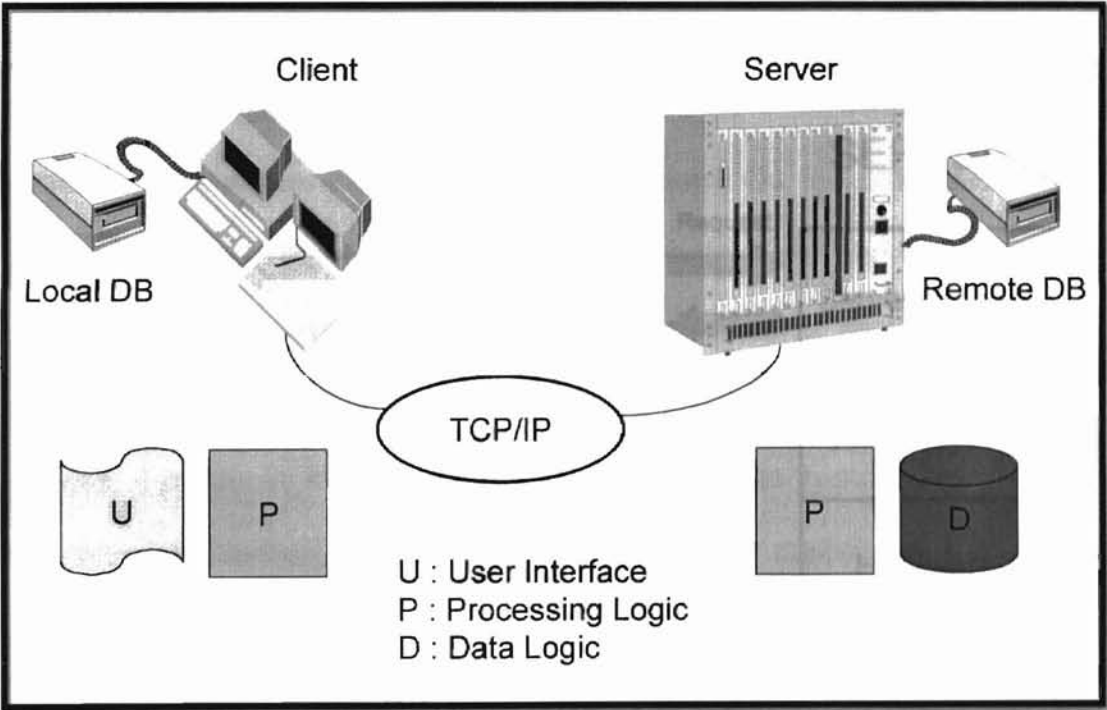 Client
Server
Local DB
Remote DB
TCP/IP
U
P
P
D
U : User Interface
P : Processing Logic
D : Data Logic